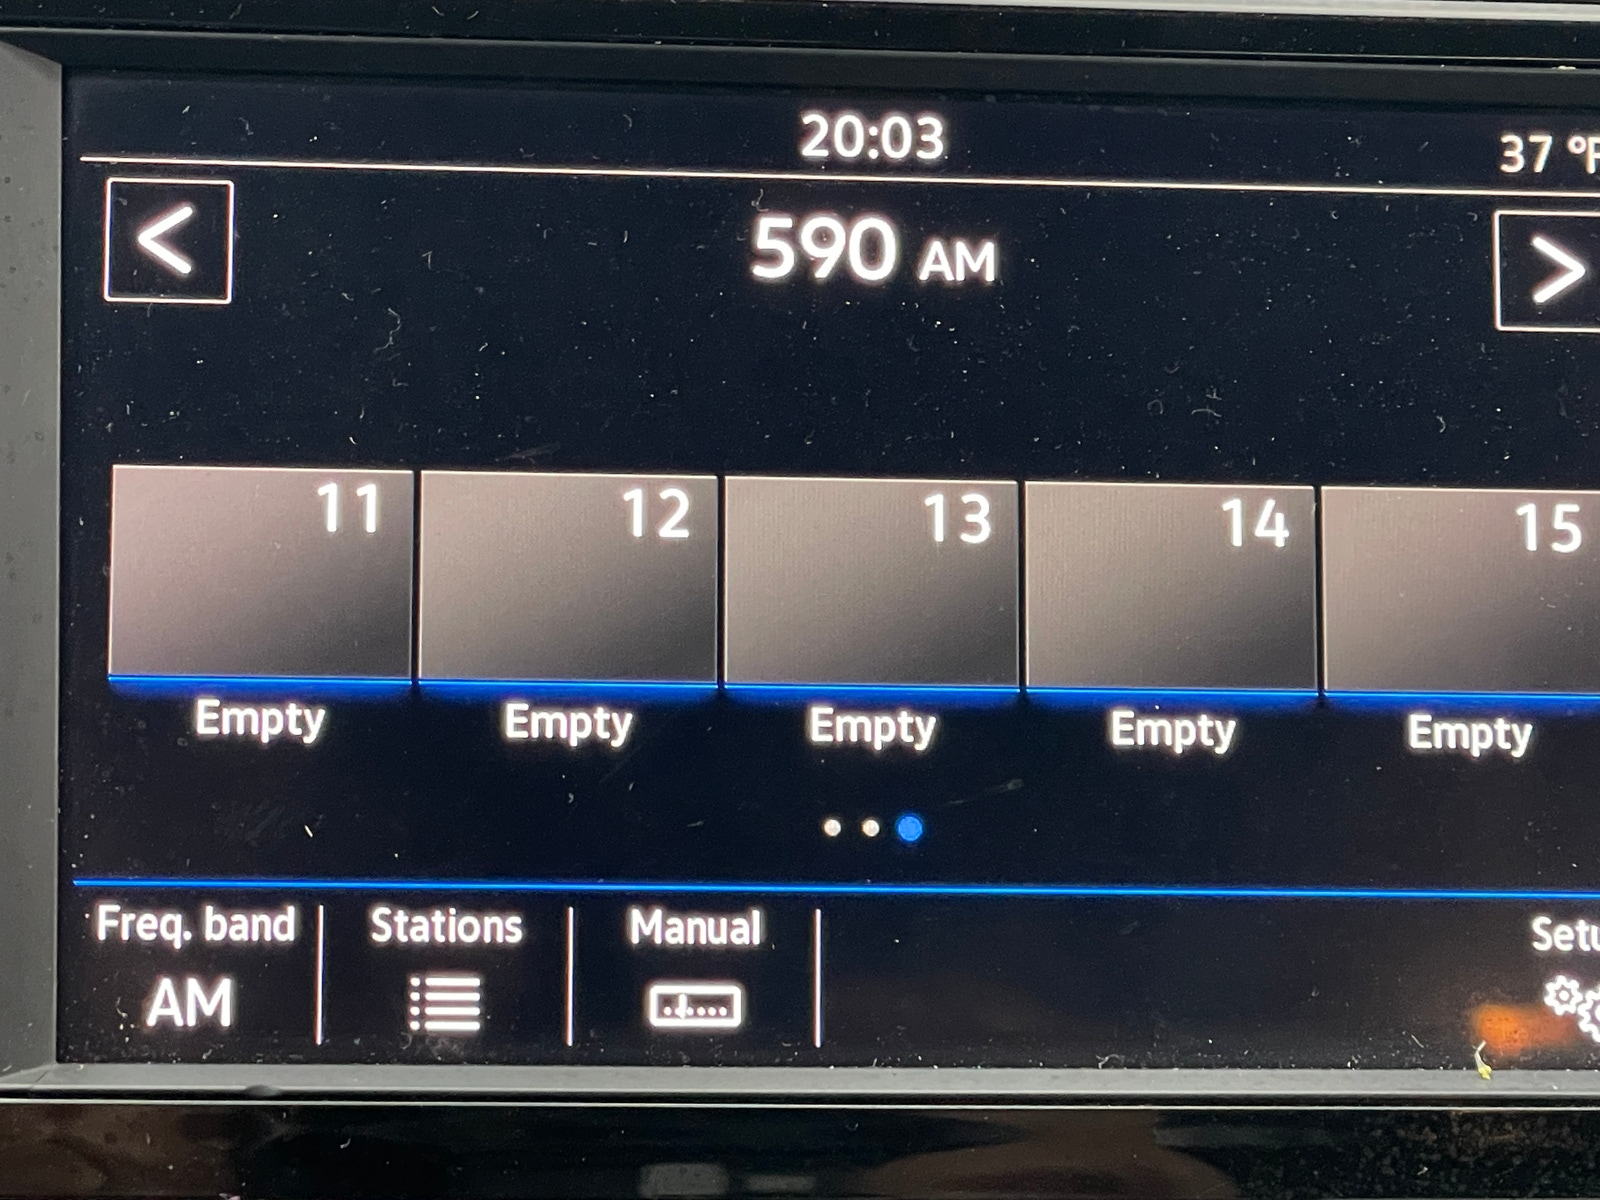 20:03
37 °F
< 590 AM >
11 12 13 14 15
Empty Empty Empty Empty Empty
Freq. band Stations Manual Setu
AM